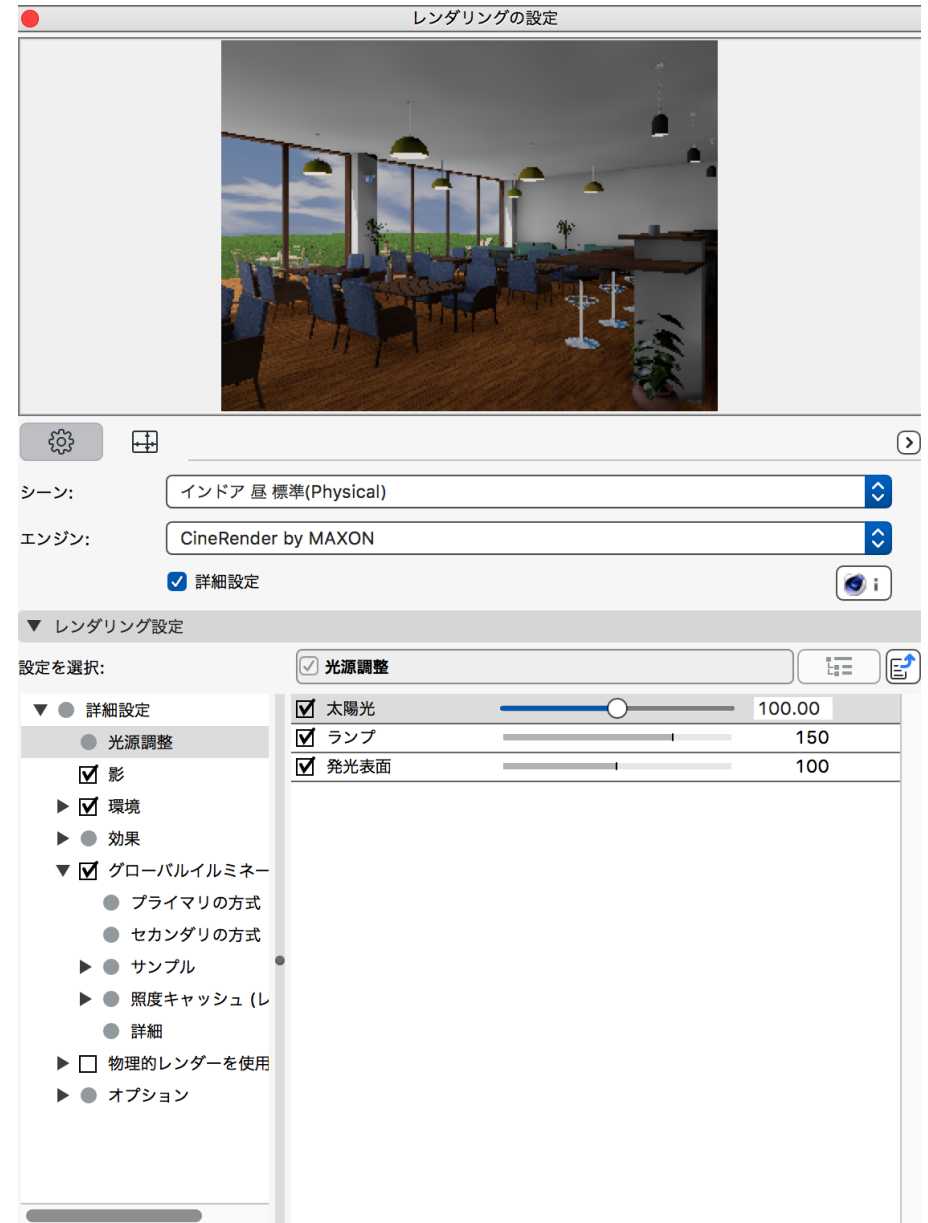 レンダリングの設定
シーン:
インドア 昼 標準(Physical)
エンジン:
CineRender by MAXON
詳細設定
i
レンダリング設定
設定を選択:
光源調整
詳細設定
光源調整
影
環境
効果
グローバルイルミネー
プライマリの方式
セカンダリの方式
サンプル
照度キャッシュ (レ
詳細
物理的レンダーを使用
オプション
太陽光 100.00
ランプ 150
発光表面 100